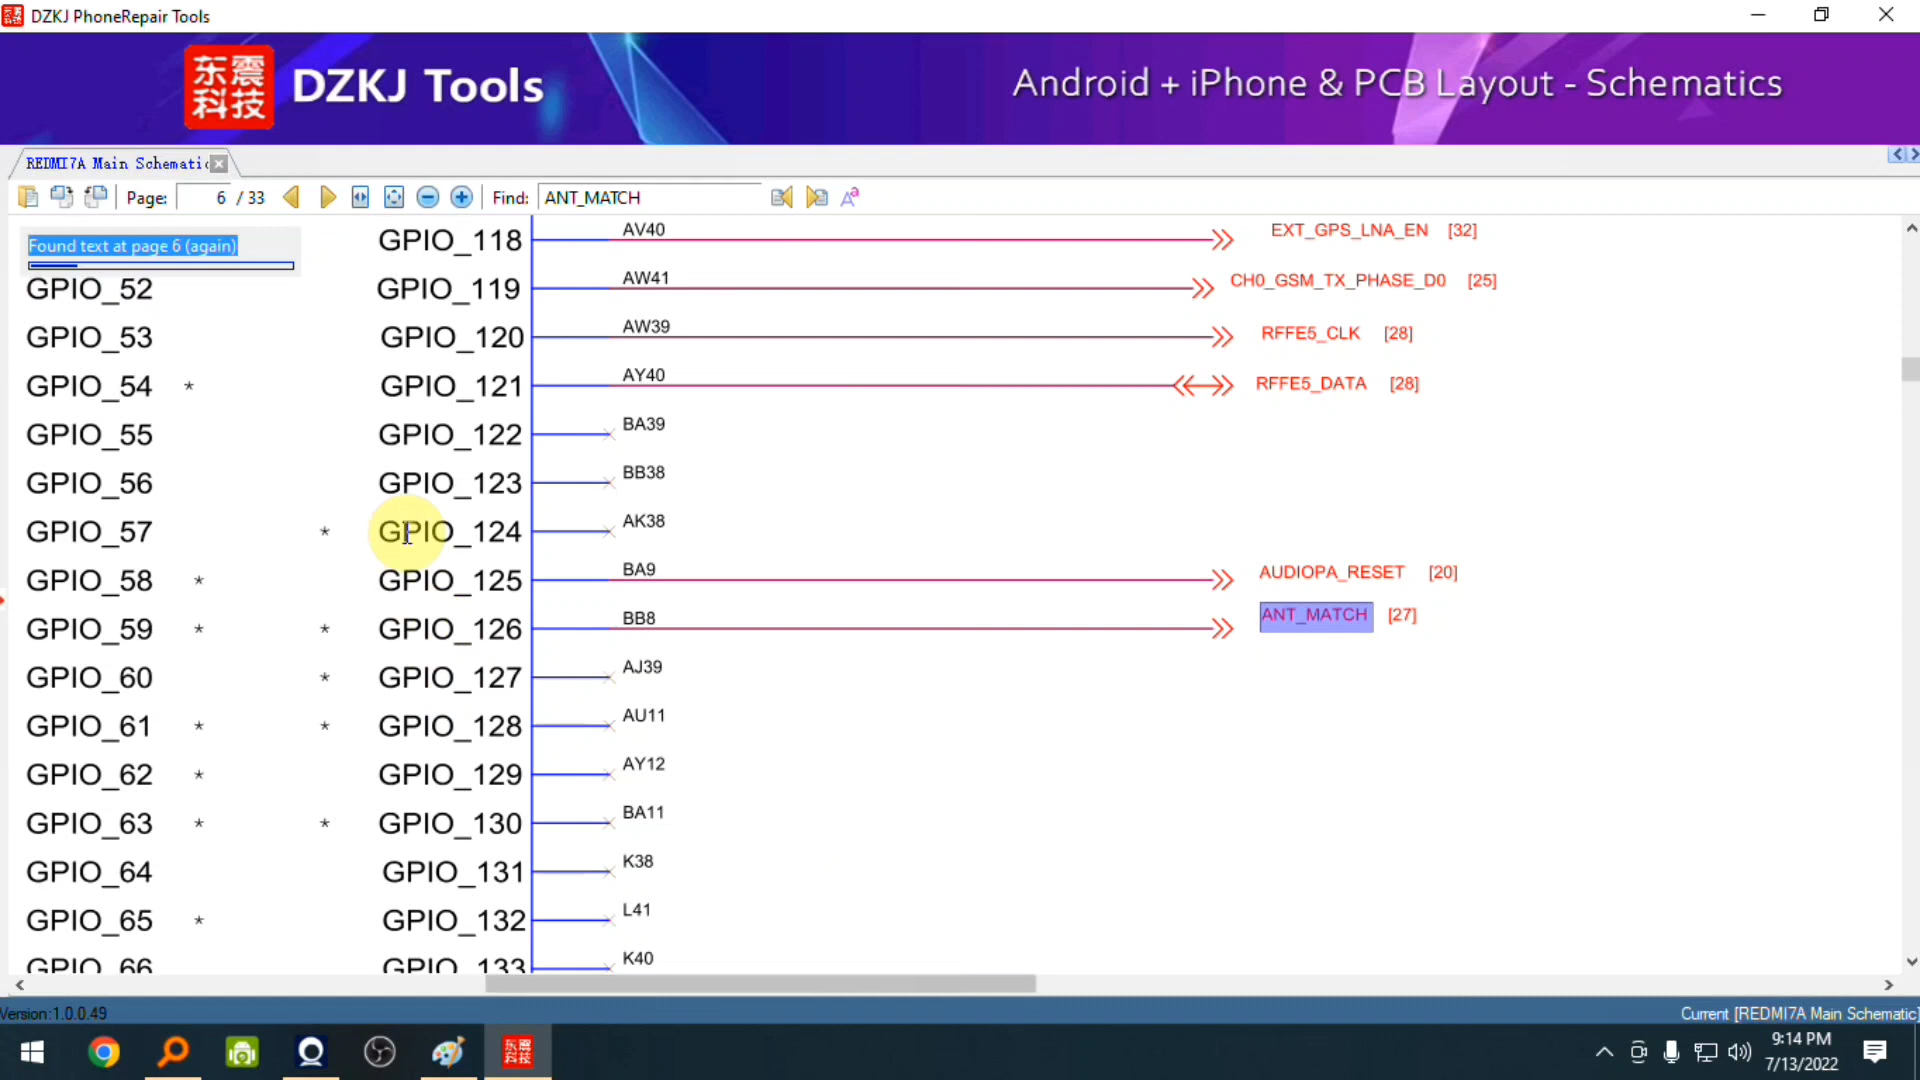 DZKJ PhoneRepair Tools
东震
科技
DZKJ Tools
Android + iPhone & PCB Layout - Schematics
REDMI7A Main Schematic
Page: 6 / 33 Find: ANT_MATCH
Found text at page 6 (again)
GPIO_118 AV40 EXT_GPS_LNA_EN [32]
GPIO_52 GPIO_119 AW41 CH0_GSM_TX_PHASE_D0 [25]
GPIO_53 GPIO_120 AW39 RFFE5_CLK [28]
GPIO_54 * GPIO_121 AY40 RFFE5_DATA [28]
GPIO_55 GPIO_122 BA39
GPIO_56 GPIO_123 BB38
GPIO_57 * GPIO_124 AK38
GPIO_58 * GPIO_125 BA9 AUDIOPA_RESET [20]
GPIO_59 * * GPIO_126 BB8 ANT_MATCH [27]
GPIO_60 * GPIO_127 AJ39
GPIO_61 * * GPIO_128 AU11
GPIO_62 * GPIO_129 AY12
GPIO_63 * * GPIO_130 BA11
GPIO_64 GPIO_131 K38
GPIO_65 * GPIO_132 L41
GPIO_66 GPIO_133 K40
Version:1.0.0.49 Current [REDMI7A Main Schematic]
东震
科技
9:14 PM
7/13/2022